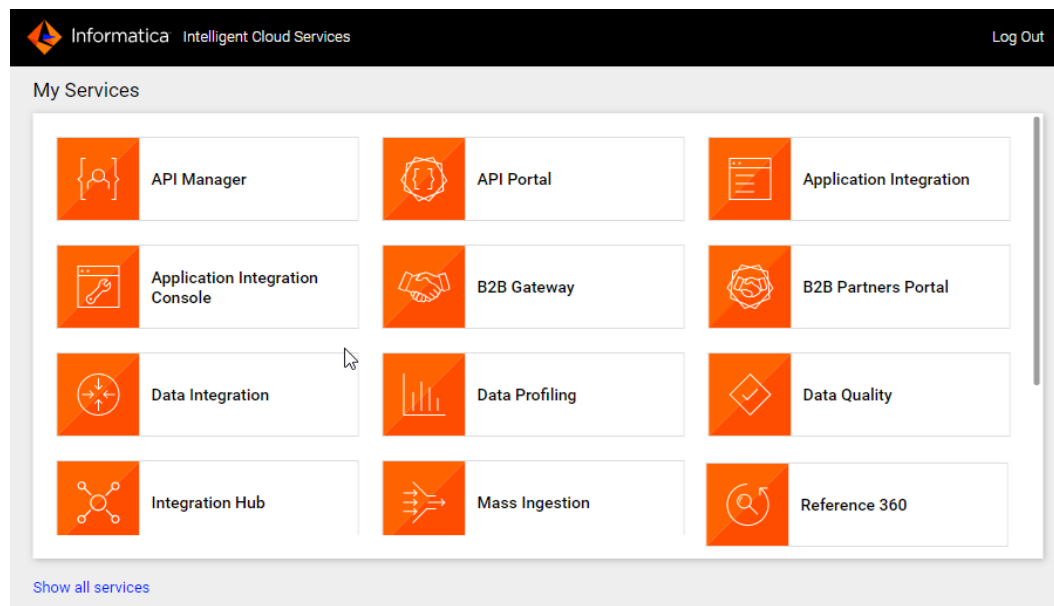 Informatica Intelligent Cloud Services
Log Out
My Services
API Manager
API Portal
Application Integration
Application Integration
Console
B2B Gateway
B2B Partners Portal
Data Integration
Data Profiling
Data Quality
Integration Hub
Mass Ingestion
Reference 360
Show all services